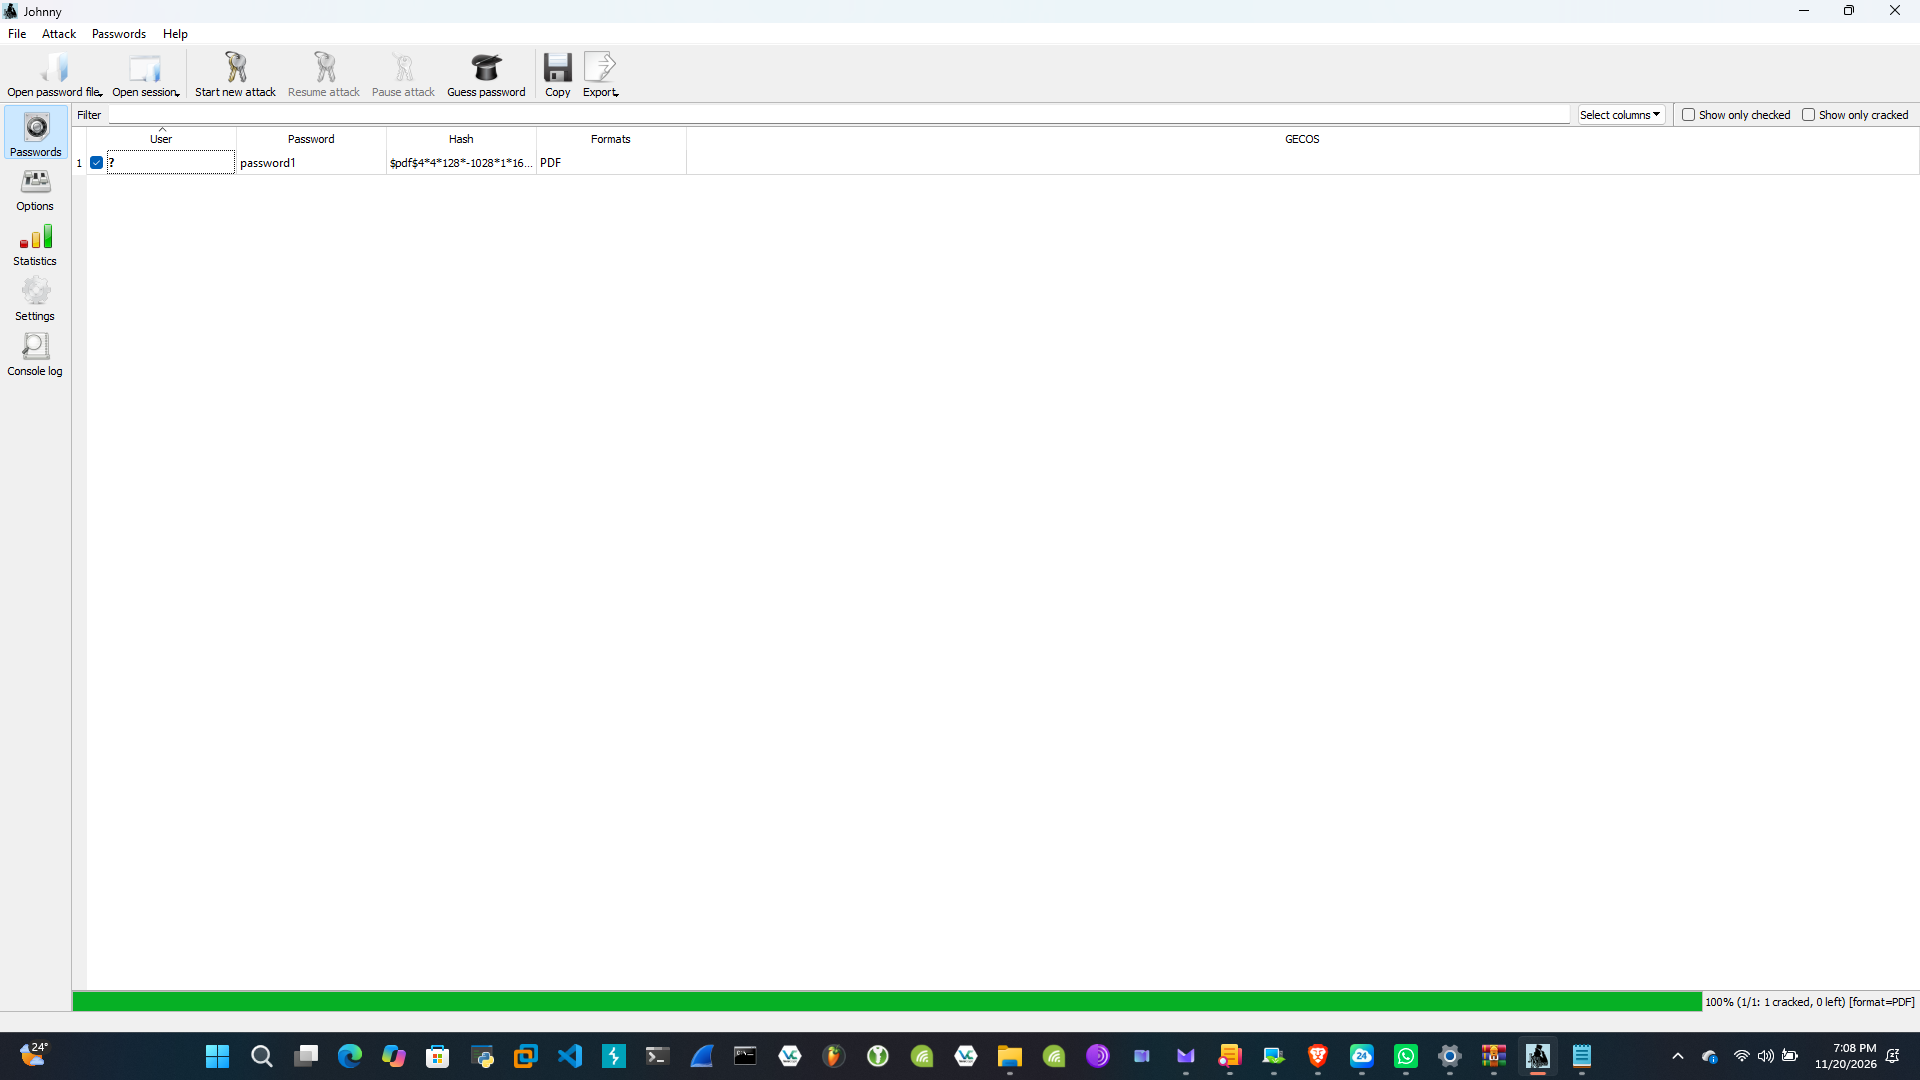 Johnny
File Attack Passwords Help
Open password file Open session Start new attack Resume attack Pause attack Guess password Copy Export
Filter Select columns Show only checked Show only cracked
Passwords
Options
Statistics
Settings
Console log
User Password Hash Formats GECOS
1 ? password1 $pdf$4*4*128*-1028*1*16... PDF
100% (1/1: 1 cracked, 0 left) [format=PDF]
24°
24
7:08 PM
11/20/2026